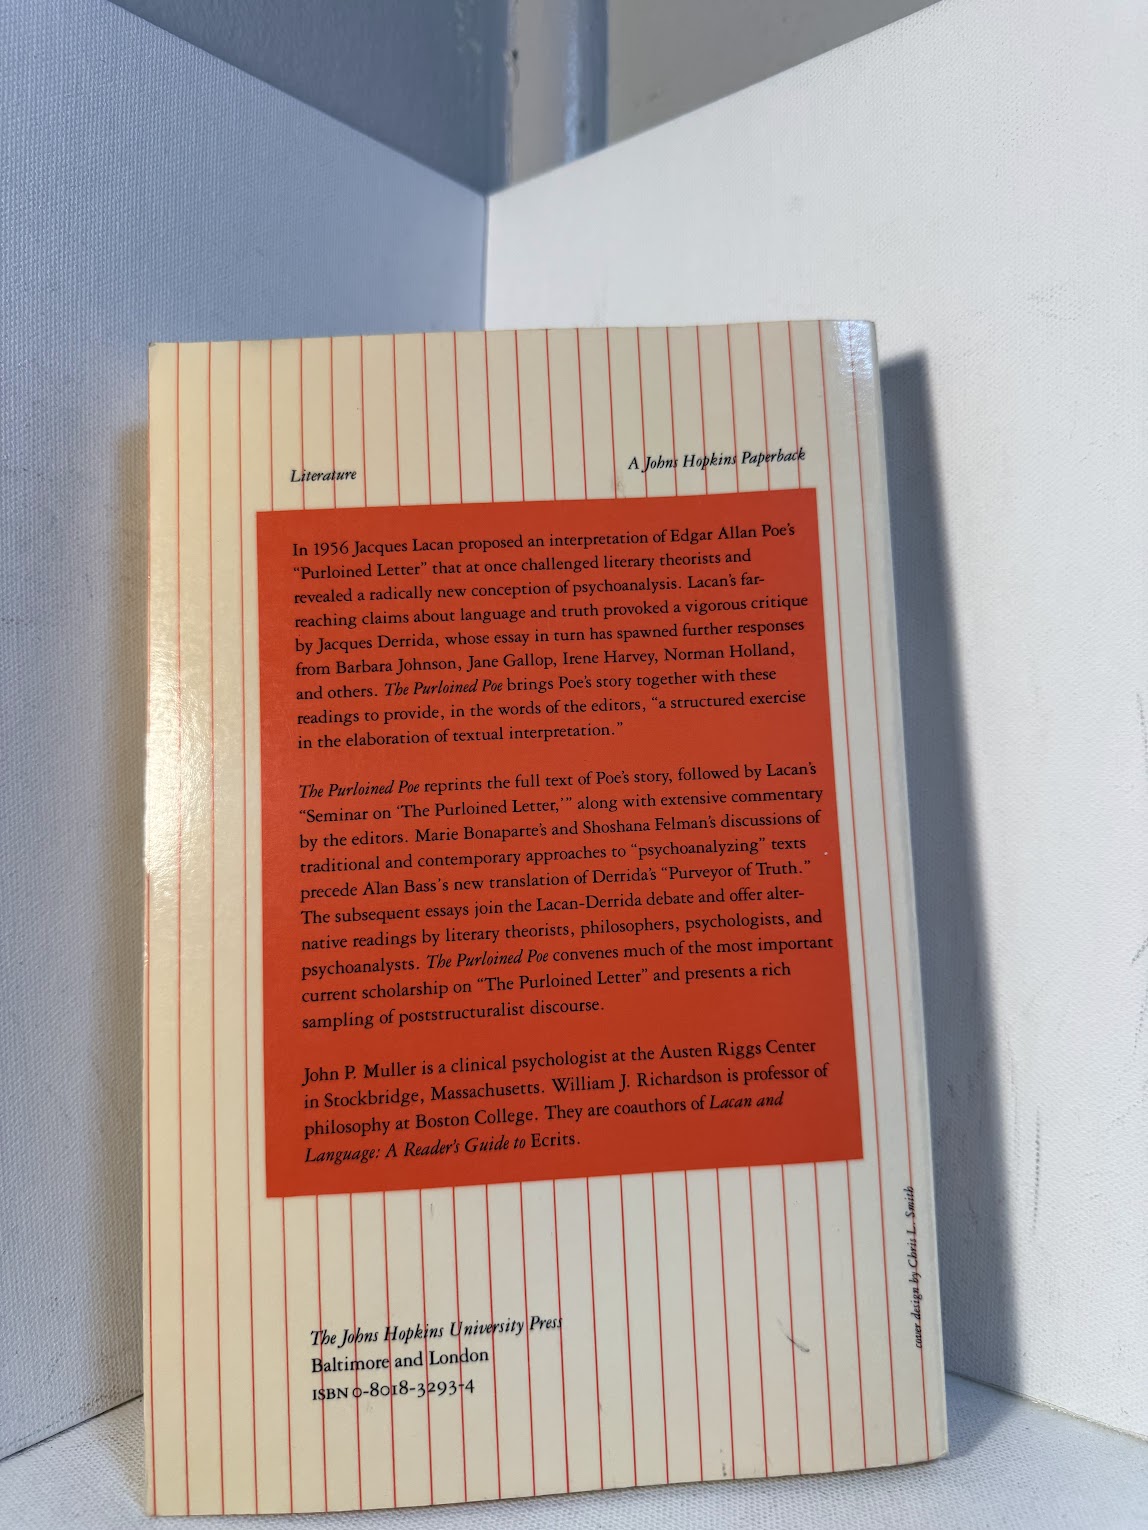 Literature
A Johns Hopkins Paperback
In 1956 Jacques Lacan proposed an interpretation of Edgar Allan Poe's
"Purloined Letter" that at once challenged literary theorists and
revealed a radically new conception of psychoanalysis. Lacan's far-
reaching claims about language and truth provoked a vigorous critique
by Jacques Derrida, whose essay in turn has spawned further responses
from Barbara Johnson, Jane Gallop, Irene Harvey, Norman Holland,
and others. The Purloined Poe brings Poe's story together with these
readings to provide, in the words of the editors, "a structured exercise
in the elaboration of textual interpretation."
The Purloined Poe reprints the full text of Poe's story, followed by Lacan's
"Seminar on 'The Purloined Letter,'" along with extensive commentary
by the editors. Marie Bonaparte's and Shoshana Felman's discussions of
traditional and contemporary approaches to "psychoanalyzing" texts
precede Alan Bass's new translation of Derrida's "Purveyor of Truth."
The subsequent essays join the Lacan-Derrida debate and offer alter-
native readings by literary theorists, philosophers, psychologists, and
psychoanalysts. The Purloined Poe convenes much of the most important
current scholarship on "The Purloined Letter" and presents a rich
sampling of poststructuralist discourse.
John P. Muller is a clinical psychologist at the Austen Riggs Center
in Stockbridge, Massachusetts. William J. Richardson is professor of
philosophy at Boston College. They are coauthors of Lacan and
Language: A Reader's Guide to Ecrits.
The Johns Hopkins University Press
Baltimore and London
ISBN 0-8018-3293-4
cover design by Chris L. Smith